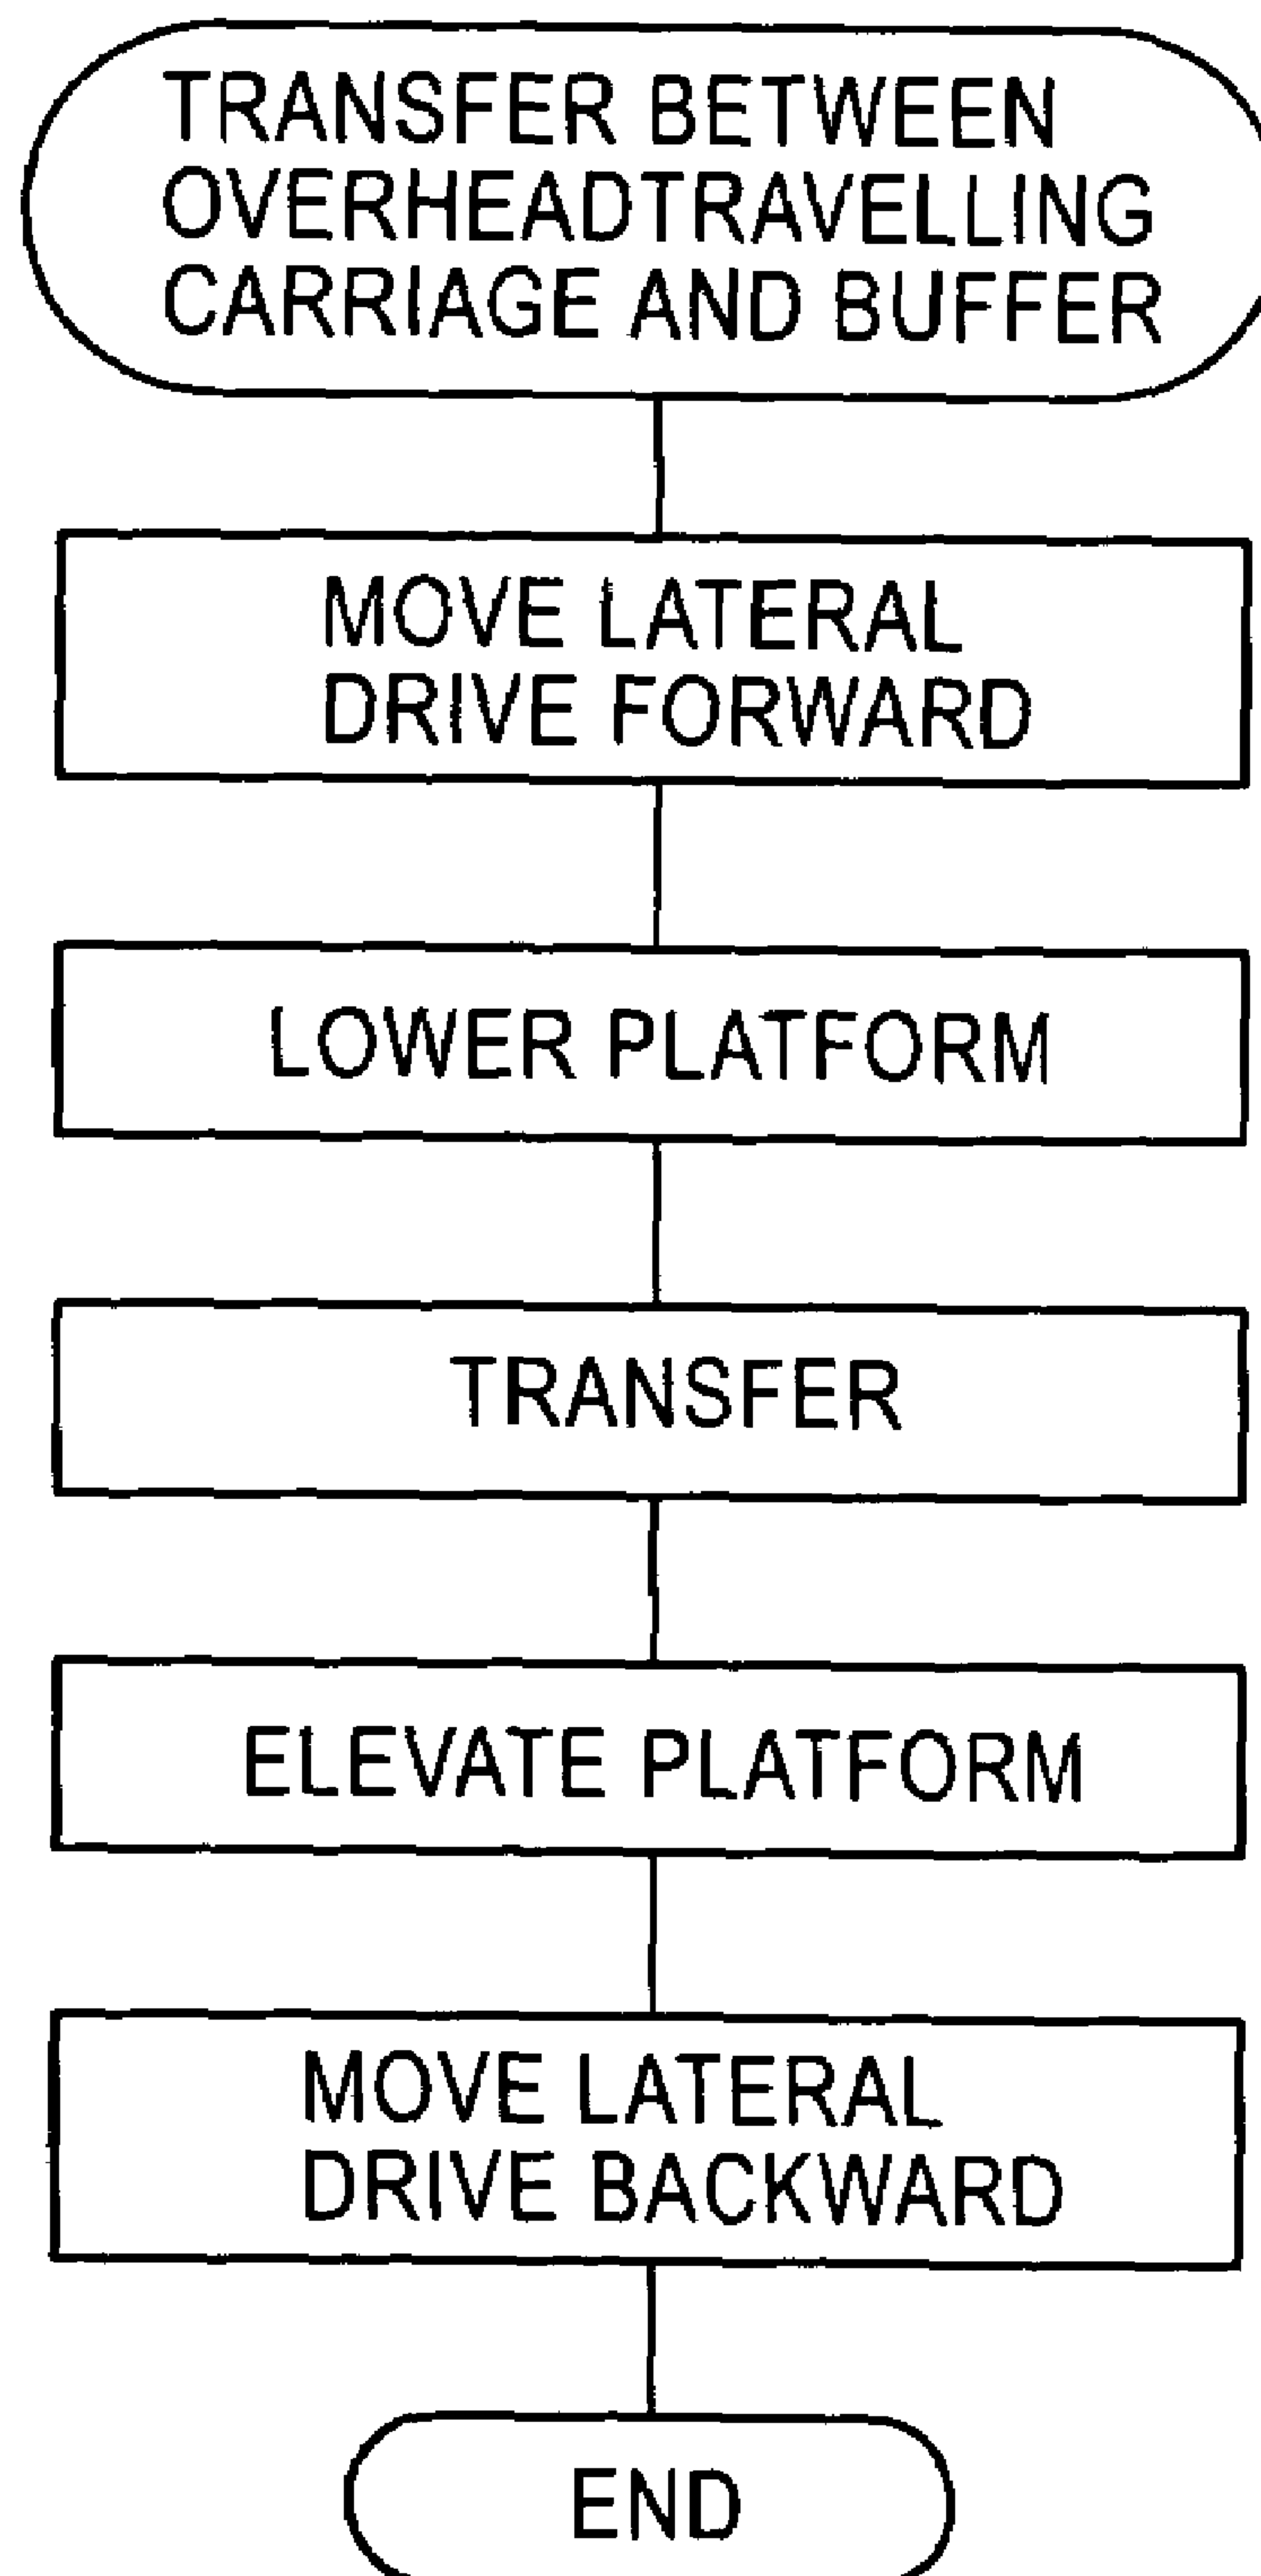 TRANSFER BETWEEN
OVERHEADTRAVELLING
CARRIAGE AND BUFFER
MOVE LATERAL
DRIVE FORWARD
LOWER PLATFORM
TRANSFER
ELEVATE PLATFORM
MOVE LATERAL
DRIVE BACKWARD
END